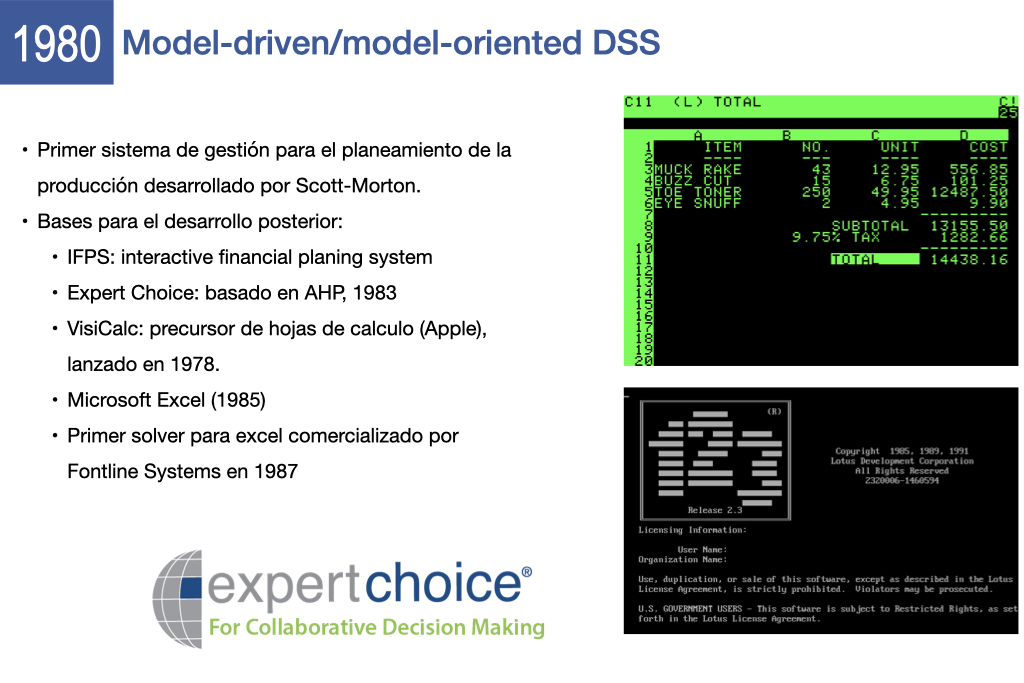 1980 Model-driven/model-oriented DSS
• Primer sistema de gestión para el planeamiento de la
producción desarrollado por Scott-Morton.
• Bases para el desarrollo posterior:
• IFPS: interactive financial planing system
• Expert Choice: basado en AHP, 1983
• VisiCalc: precursor de hojas de calculo (Apple),
lanzado en 1978.
• Microsoft Excel (1985)
• Primer solver para excel comercializado por
Fontline Systems en 1987
expertchoice®
For Collaborative Decision Making
C11 (L) TOTAL C!
25
A B C D
1 ITEM NO. UNIT COST
2 ---- --- ---- ----
3 MUCK RAKE 43 12.95 556.85
4 BUZZ CUT 15 6.75 101.25
5 TOE TONER 250 49.95 12487.50
6 EYE SNUFF 2 4.95 9.90
7 ---------
8 SUBTOTAL 13155.50
9 9.75% TAX 1282.66
10 ---------
11 TOTAL 14438.16
12
13
14
15
16
17
18
19
20
123 (R)
Release 2.3
Copyright 1985, 1989, 1991
Lotus Development Corporation
All Rights Reserved
2320006-1460594
Licensing Information:
User Name:
Organization Name:
Use, duplication, or sale of this software, except as described in the Lotus
License Agreement, is strictly prohibited. Violators may be prosecuted.
U.S. GOVERNMENT USERS - This software is subject to Restricted Rights, as set
forth in the Lotus License Agreement.